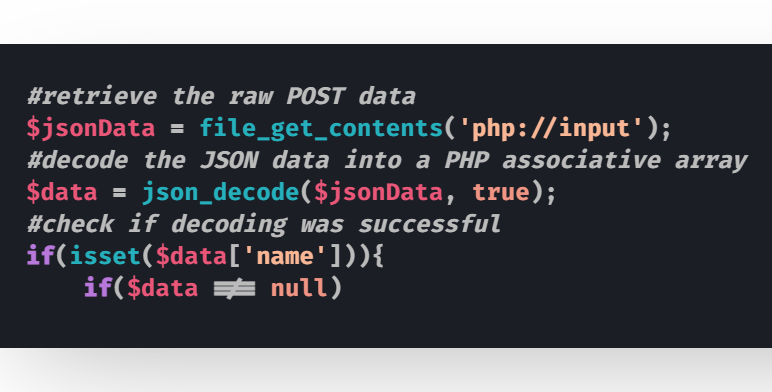 #retrieve the raw POST data
$jsonData = file_get_contents('php://input');
#decode the JSON data into a PHP associative array
$data = json_decode($jsonData, true);
#check if decoding was successful
if(isset($data['name'])){
    if($data !== null)